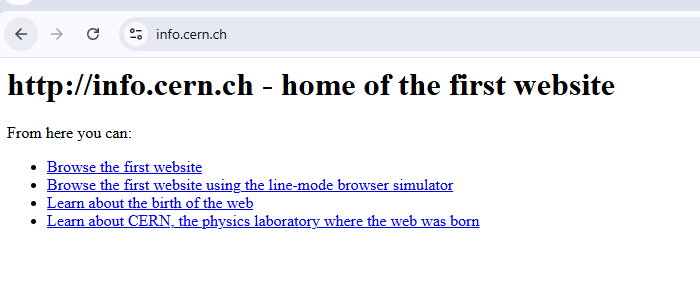 info.cern.ch
http://info.cern.ch - home of the first website
From here you can:
Browse the first website
Browse the first website using the line-mode browser simulator
Learn about the birth of the web
Learn about CERN, the physics laboratory where the web was born